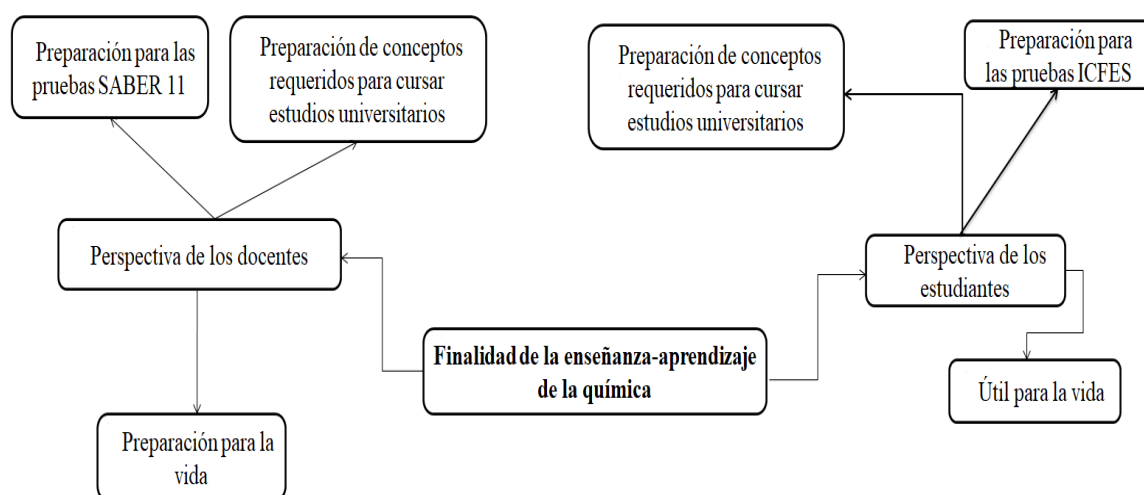 Preparación para las
pruebas SABER 11
Preparación de conceptos
requeridos para cursar
estudios universitarios
Preparación de conceptos
requeridos para cursar
estudios universitarios
Preparación para
las pruebas ICFES
Perspectiva de los docentes
Perspectiva de los
estudiantes
Finalidad de la enseñanza-aprendizaje
de la química
Útil para la vida
Preparación para la
vida